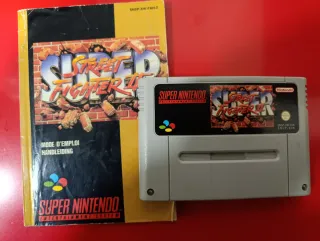 SUPER
STREET
FIGHTER II
MODE D'EMPLOI
HANDLEIDING
SUPER NINTENDO
ENTERTAINMENT SYSTEM
SUPER NINTENDO
ENTERTAINMENT SYSTEM
Nintendo
SUPER
STREET
FIGHTER II